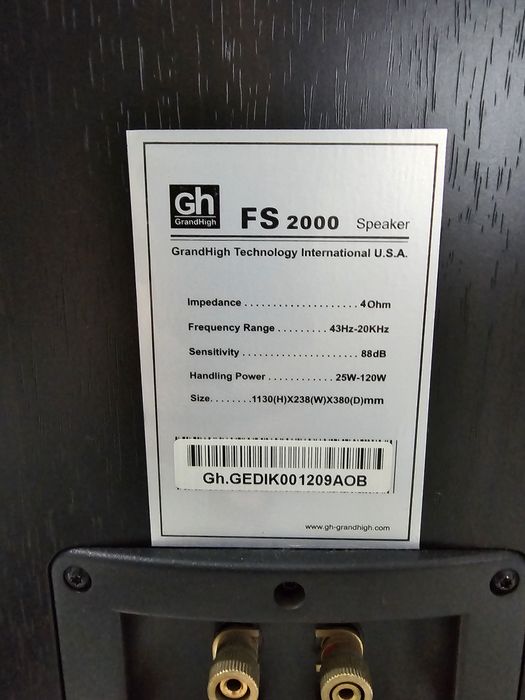 Gh
GrandHigh
FS 2000 Speaker
GrandHigh Technology International U.S.A.
Impedance . . . . . . . . . . . . . . . . . . . . 4Ohm
Frequency Range . . . . . . . . . 43Hz-20KHz
Sensitivity . . . . . . . . . . . . . . . . . . . . 88dB
Handling Power . . . . . . . . . . . . 25W-120W
Size. . . . . . . .1130(H)X238(W)X380(D)mm
Gh.GEDIK001209AOB
www.gh-grandhigh.com